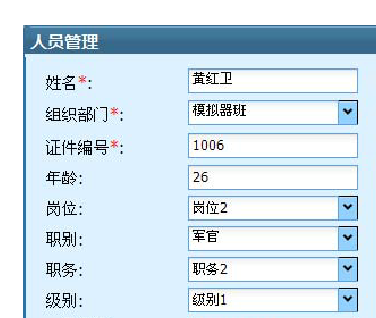 人员管理
姓名*: 黄红卫
组织部门*: 模拟器班
证件编号*: 1006
年龄: 26
岗位: 岗位2
职别: 军官
职务: 职务2
级别: 级别1